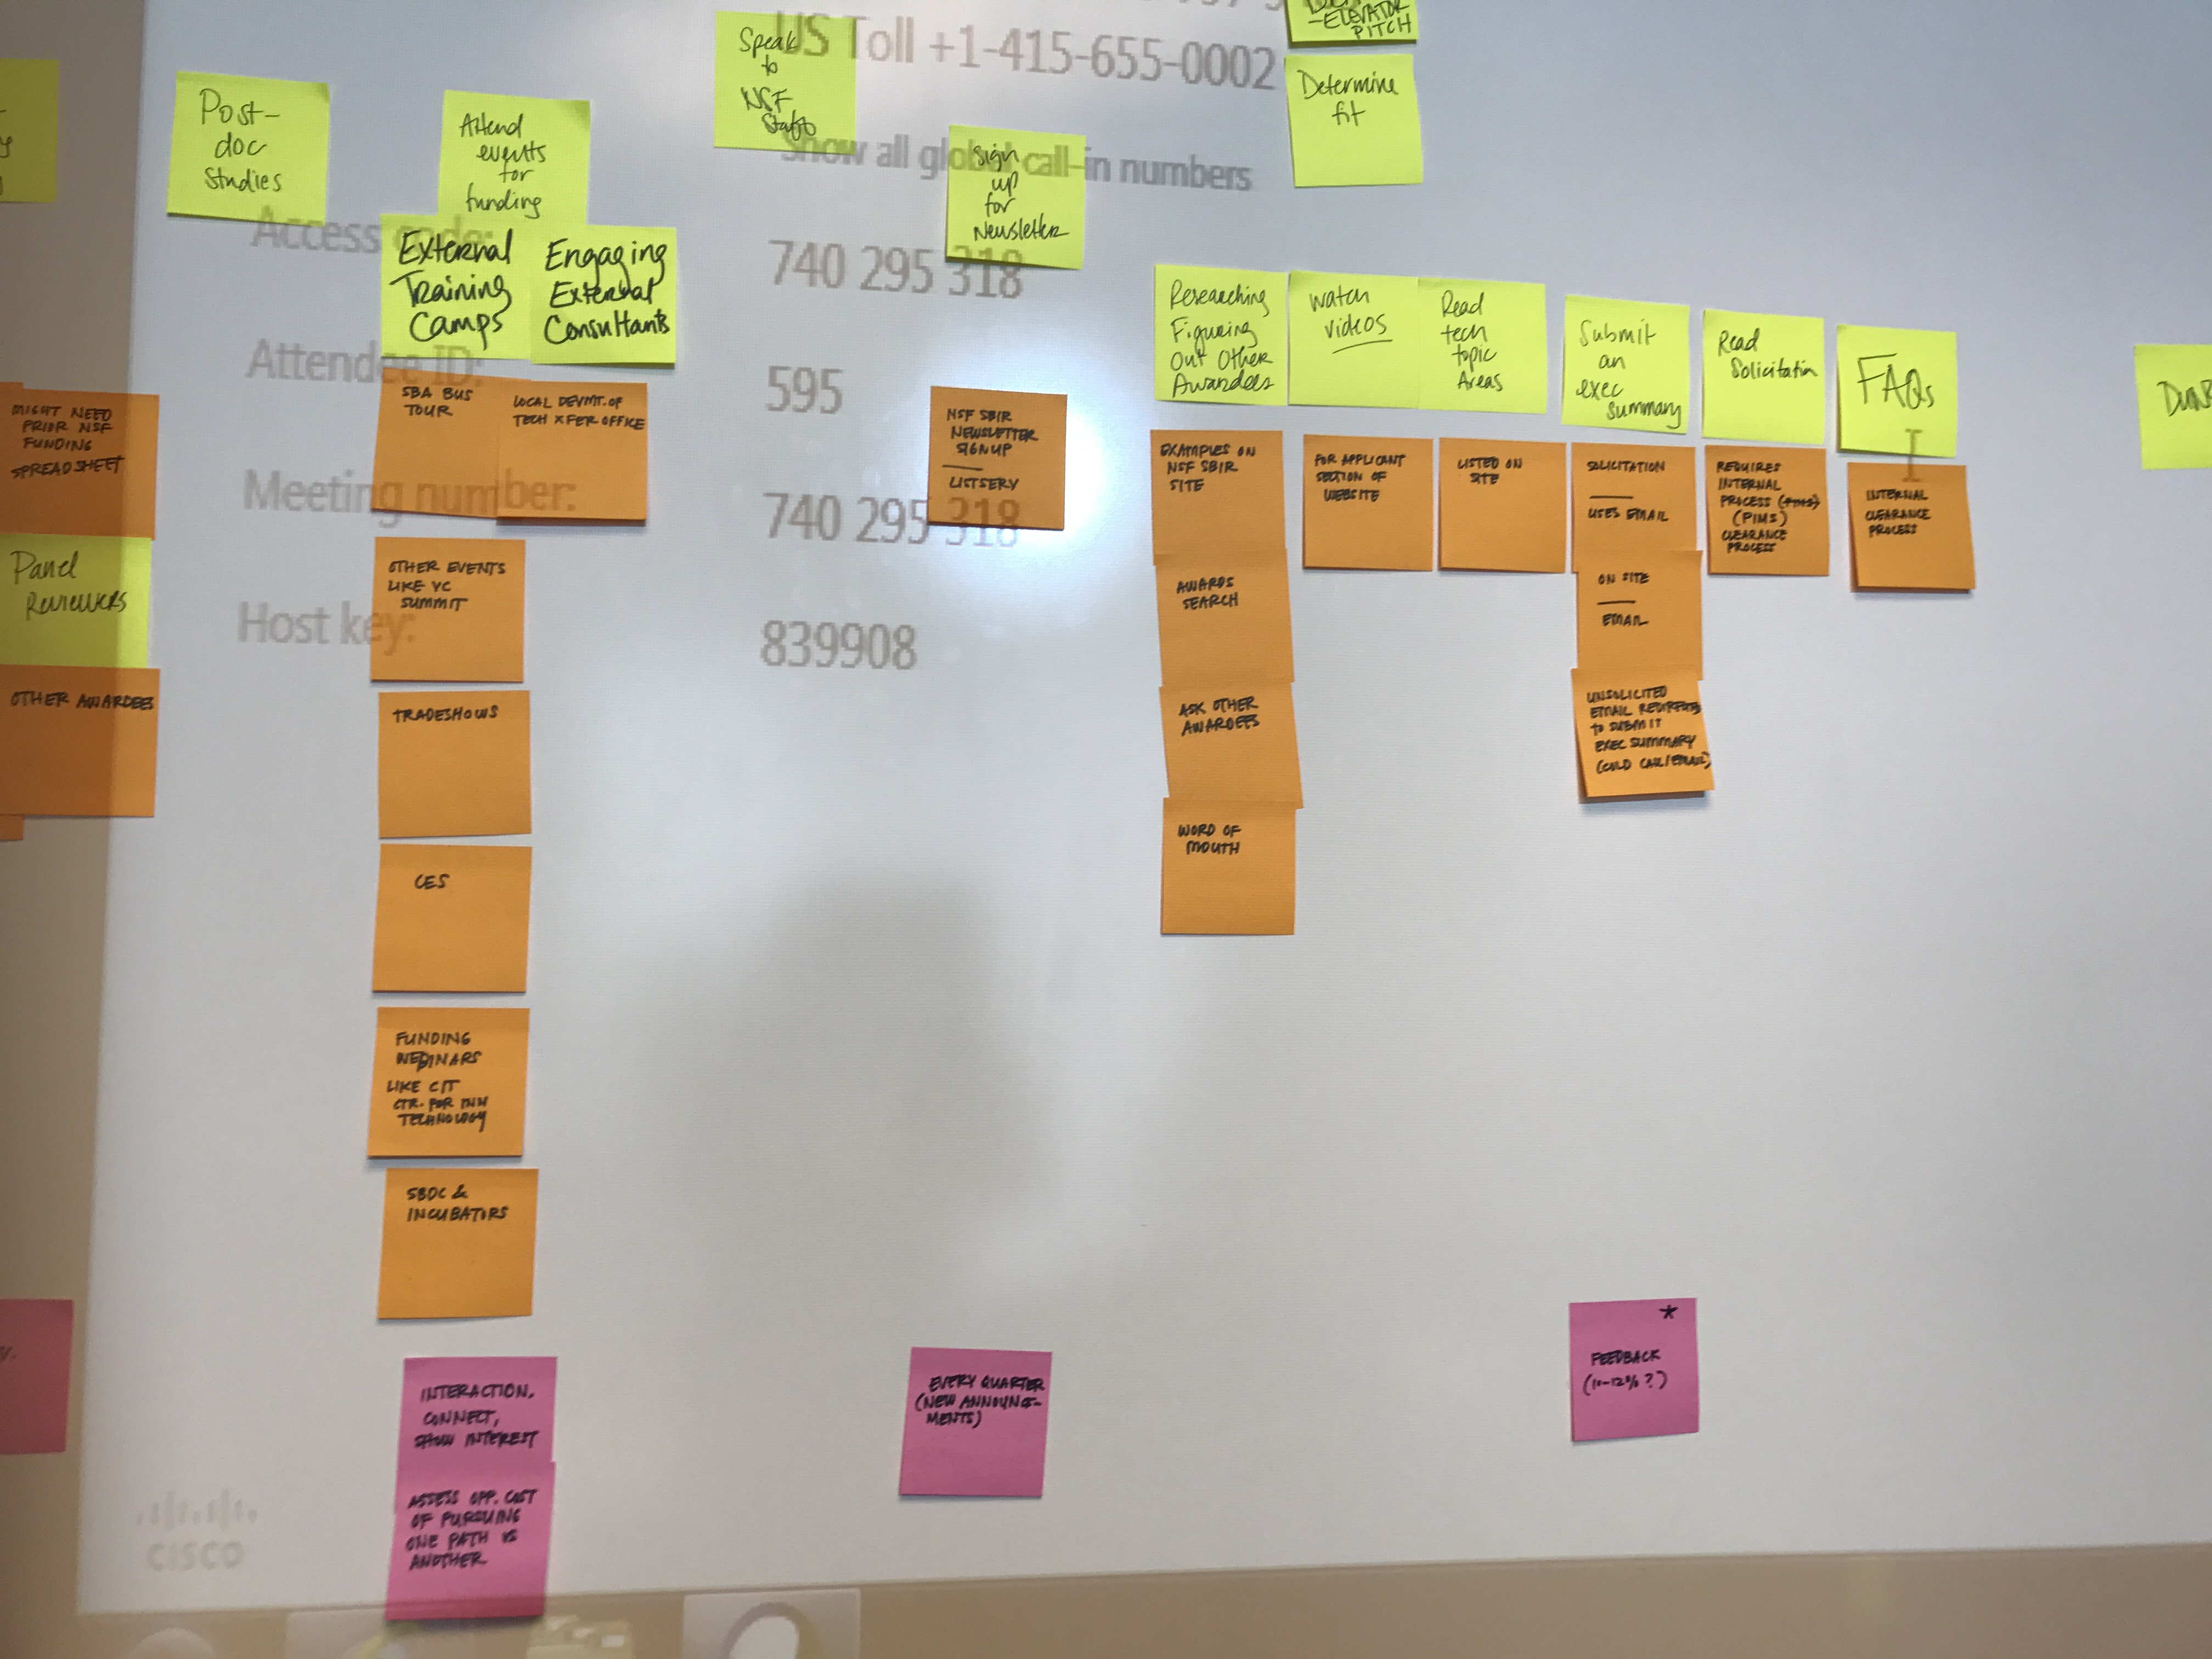 US Toll +1-415-655-0002
Show all global call-in numbers
Access code:
740 295 318
Attendee ID:
595
Meeting number:
740 295 318
Host key:
839908
CISCO
Post-
doc
Studies
Attend
events
for
funding
External
Training
Camps
Engaging
External
Consultants
Speak
to
NSF
Staff
Sign
up
for
Newsletter
-ELEVATOR
PITCH
Determine
fit
Researching
Figuring
Out Other
Awardees
Watch
videos
Read
tech
topic
Areas
Submit
an
exec
summary
Read
Solicitation
FAQs
MIGHT NEED
PRIOR NSF
FUNDING
SPREADSHEET
Panel
Reviewers
OTHER AWARDEES
SBA BUS
TOUR
LOCAL DEVMT. OF
TECH XFER OFFICE
OTHER EVENTS
LIKE VC
SUMMIT
TRADESHOWS
CES
FUNDING
WEBINARS
LIKE CIT
CTR. FOR INN
TECHNOLOGY
SBDC &
INCUBATORS
NSF SBIR
NEWSLETTER
SIGNUP
LISTSERV
EXAMPLES ON
NSF SBIR
SITE
AWARDS
SEARCH
ASK OTHER
AWARDEES
WORD OF
MOUTH
FOR APPLICANT
SECTION OF
WEBSITE
LISTED ON
SITE
SOLICITATION
USES EMAIL
ON SITE
EMAIL
UNSOLICITED
EMAIL REDIRECTS
TO SUBMIT
EXEC SUMMARY
(COLD CALL/EMAIL)
REQUIRES
INTERNAL
PROCESS (PIMS)
(PIMS)
CLEARANCE
PROCESS
INTERNAL
CLEARANCE
PROCESS
INTERACTION,
CONNECT,
SHOW INTEREST
ASSESS OPP. COST
OF PURSUING
ONE PATH VS
ANOTHER
EVERY QUARTER
(NEW ANNOUNCE-
MENTS)
*
FEEDBACK
(10-12% ?)